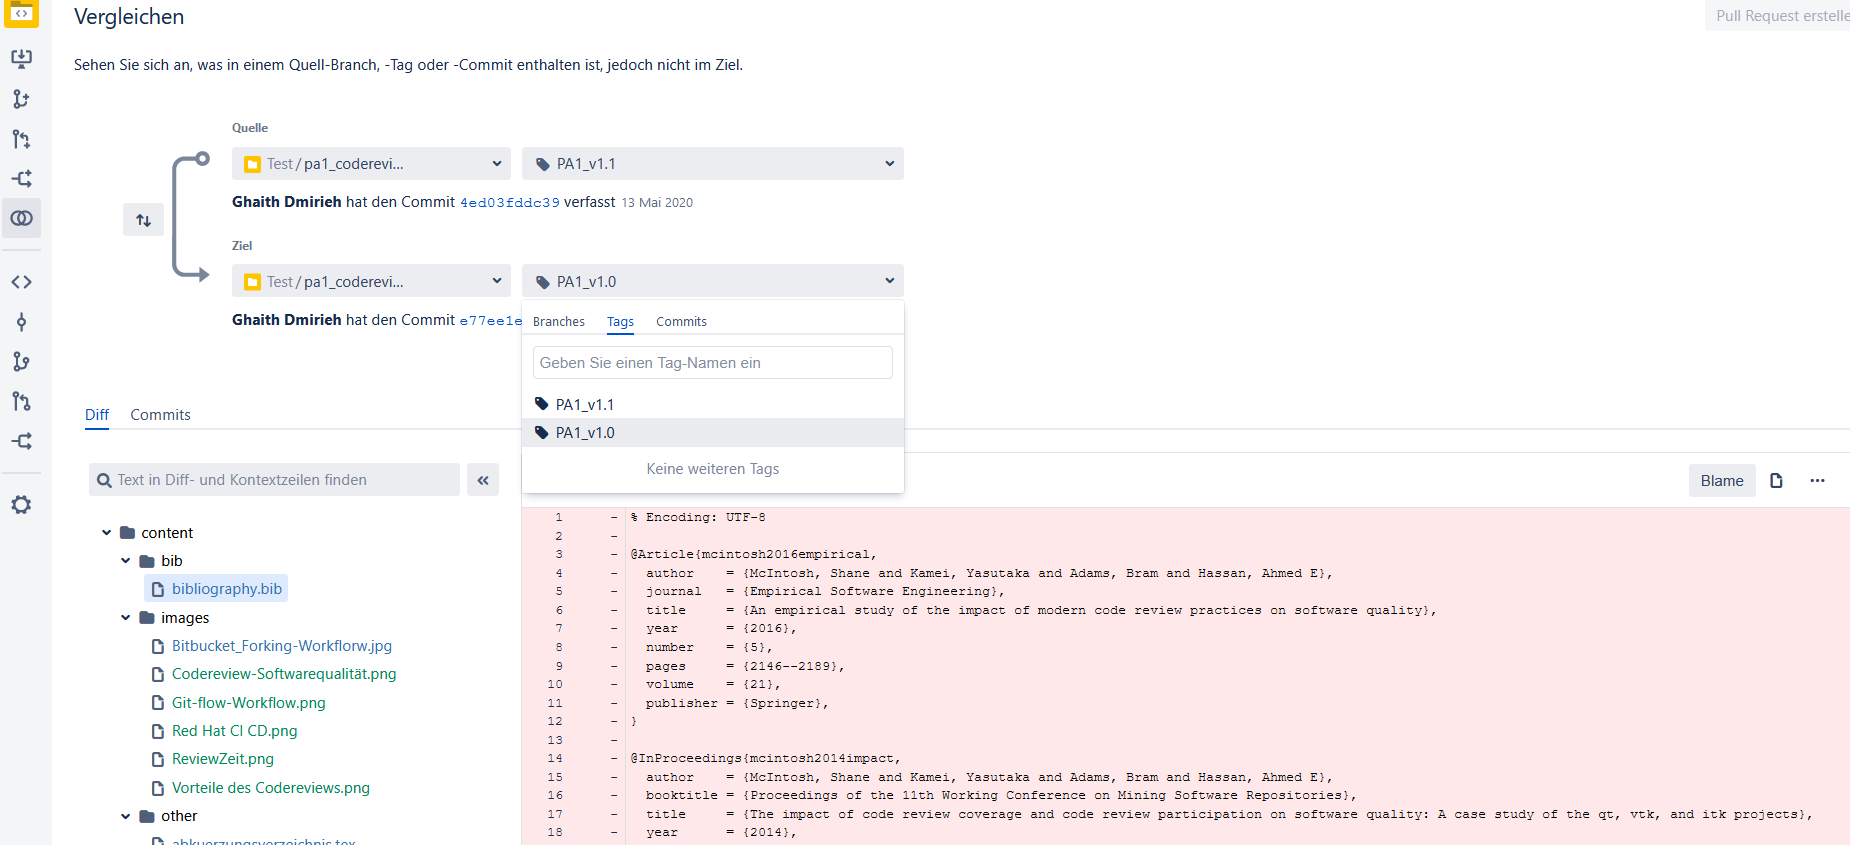 Vergleichen
Pull Request erstelle
Sehen Sie sich an, was in einem Quell-Branch, -Tag oder -Commit enthalten ist, jedoch nicht im Ziel.
Quelle
Test/pa1_coderevi... PA1_v1.1
Ghaith Dmirieh hat den Commit 4ed03fddc39 verfasst 13 Mai 2020
Ziel
Test/pa1_coderevi... PA1_v1.0
Ghaith Dmirieh hat den Commit e77ee1e
Branches Tags Commits
Geben Sie einen Tag-Namen ein
PA1_v1.1
PA1_v1.0
Keine weiteren Tags
Diff Commits
Text in Diff- und Kontextzeilen finden
Blame
content
bib
bibliography.bib
images
Bitbucket_Forking-Workflorw.jpg
Codereview-Softwarequalität.png
Git-flow-Workflow.png
Red Hat CI CD.png
ReviewZeit.png
Vorteile des Codereviews.png
other
abkuerzungsverzeichnis.tex
1 - % Encoding: UTF-8
2 -
3 - @Article{mcintosh2016empirical,
4 - author = {McIntosh, Shane and Kamei, Yasutaka and Adams, Bram and Hassan, Ahmed E},
5 - journal = {Empirical Software Engineering},
6 - title = {An empirical study of the impact of modern code review practices on software quality},
7 - year = {2016},
8 - number = {5},
9 - pages = {2146--2189},
10 - volume = {21},
11 - publisher = {Springer},
12 - }
13 -
14 - @InProceedings{mcintosh2014impact,
15 - author = {McIntosh, Shane and Kamei, Yasutaka and Adams, Bram and Hassan, Ahmed E},
16 - booktitle = {Proceedings of the 11th Working Conference on Mining Software Repositories},
17 - title = {The impact of code review coverage and code review participation on software quality: A case study of the qt, vtk, and itk projects},
18 - year = {2014},